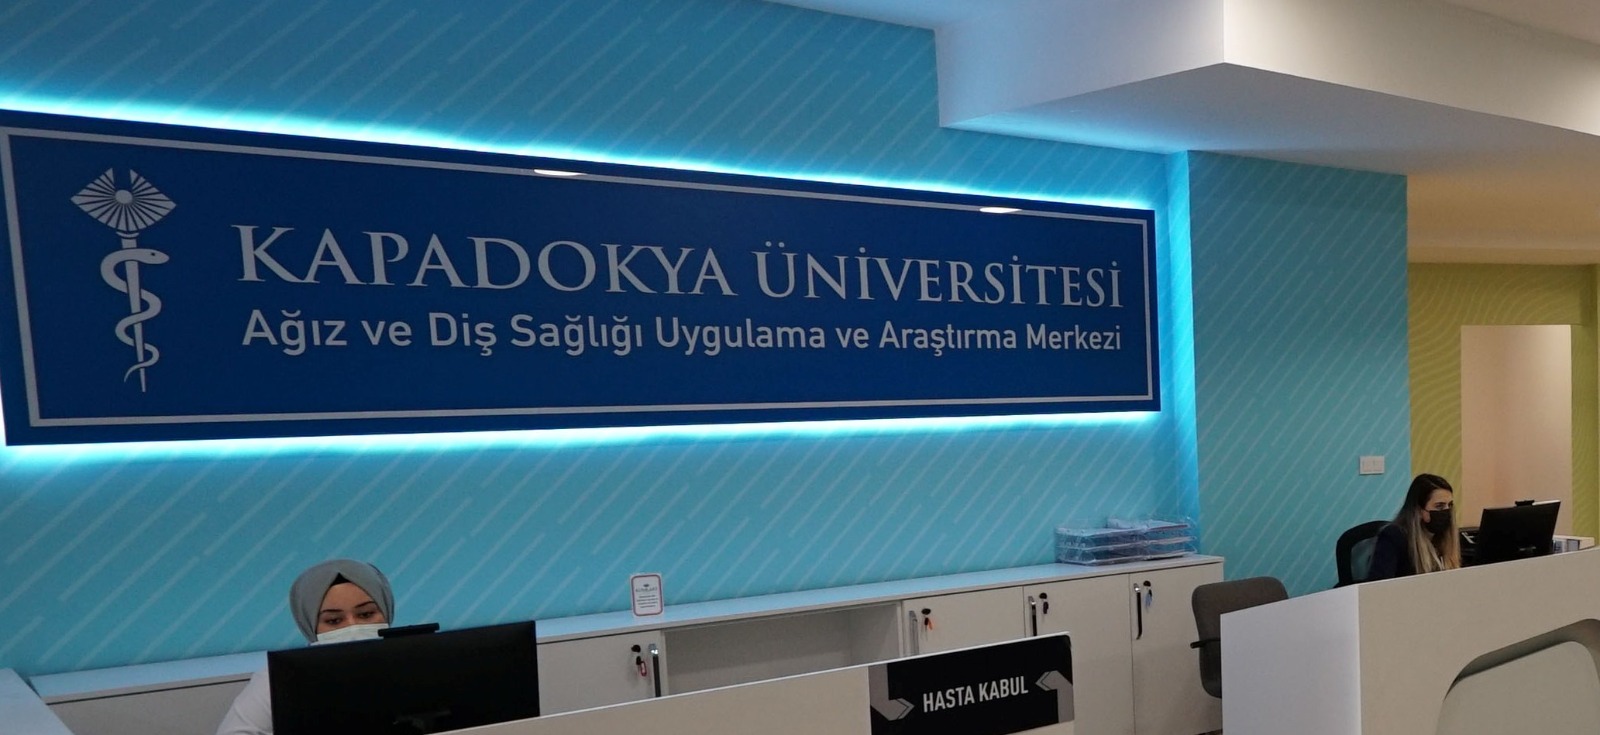 KAPADOKYA ÜNİVERSİTESİ
Ağız ve Diş Sağlığı Uygulama ve Araştırma Merkezi
HASTA KABUL